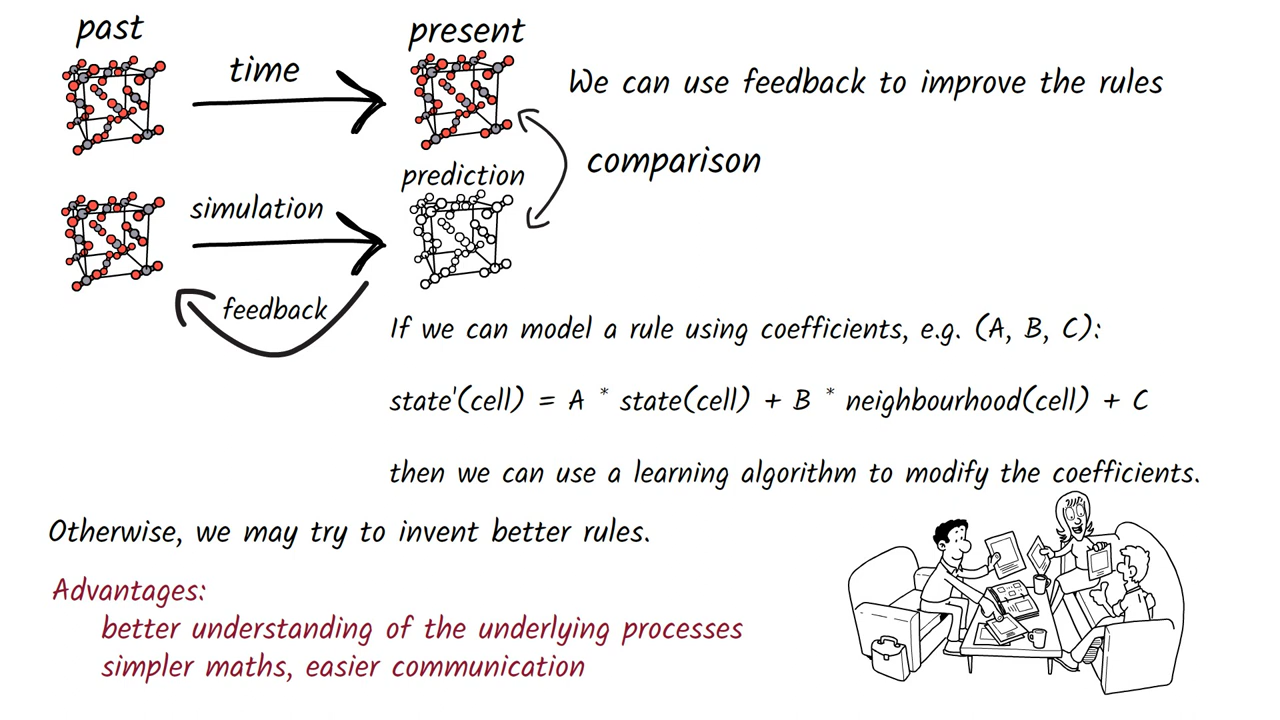 past
present
time
We can use feedback to improve the rules
comparison
prediction
simulation
feedback
If we can model a rule using coefficients, e.g. (A, B, C):
state'(cell) = A * state(cell) + B * neighbourhood(cell) + C
then we can use a learning algorithm to modify the coefficients.
Otherwise, we may try to invent better rules.
Advantages:
better understanding of the underlying processes
simpler maths, easier communication